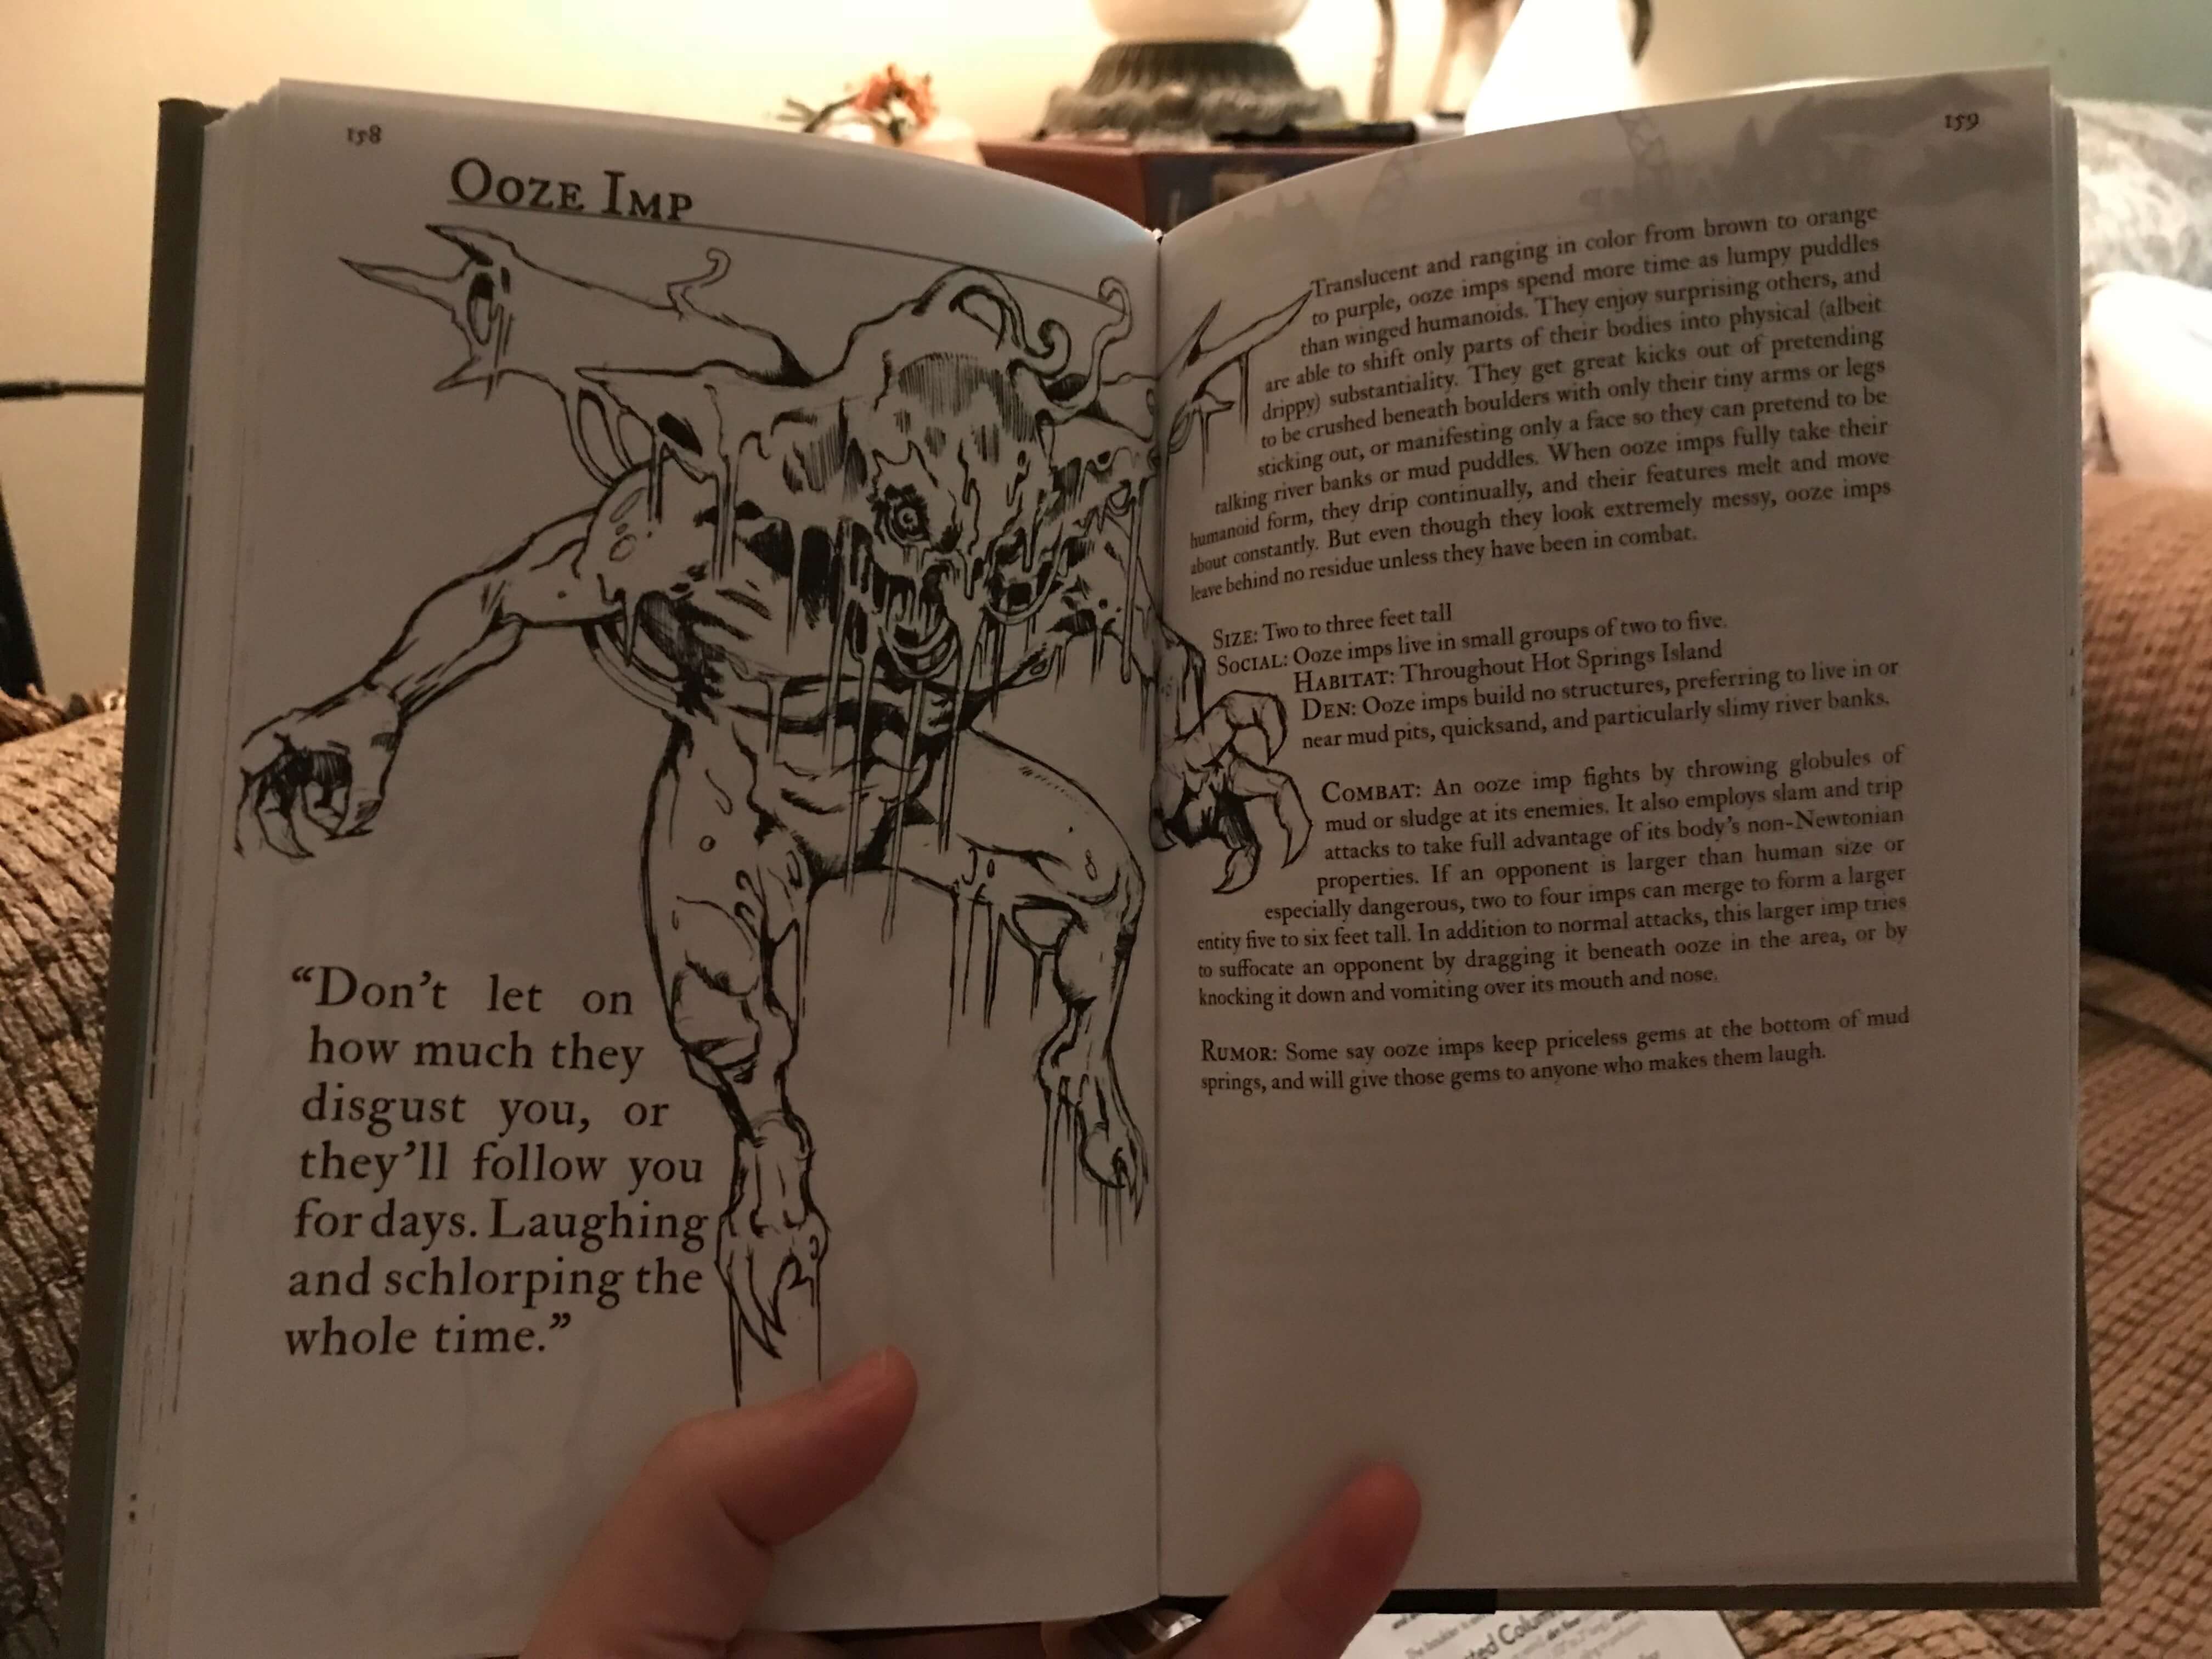 158
Ooze Imp
“Don’t let on
how much they
disgust you, or
they’ll follow you
for days. Laughing
and schlorping the
whole time.”
159
Translucent and ranging in color from brown to orange
to purple, ooze imps spend more time as lumpy puddles
than winged humanoids. They enjoy surprising others, and
are able to shift only parts of their bodies into physical (albeit
drippy) substantiality. They get great kicks out of pretending
to be crushed beneath boulders with only their tiny arms or legs
sticking out, or manifesting only a face so they can pretend to be
talking river banks or mud puddles. When ooze imps fully take their
humanoid form, they drip continually, and their features melt and move
about constantly. But even though they look extremely messy, ooze imps
leave behind no residue unless they have been in combat.
Size: Two to three feet tall
Social: Ooze imps live in small groups of two to five.
Habitat: Throughout Hot Springs Island
Den: Ooze imps build no structures, preferring to live in or
near mud pits, quicksand, and particularly slimy river banks.
Combat: An ooze imp fights by throwing globules of
mud or sludge at its enemies. It also employs slam and trip
attacks to take full advantage of its body’s non-Newtonian
properties. If an opponent is larger than human size or
especially dangerous, two to four imps can merge to form a larger
entity five to six feet tall. In addition to normal attacks, this larger imp tries
to suffocate an opponent by dragging it beneath ooze in the area, or by
knocking it down and vomiting over its mouth and nose.
Rumor: Some say ooze imps keep priceless gems at the bottom of mud
springs, and will give those gems to anyone who makes them laugh.